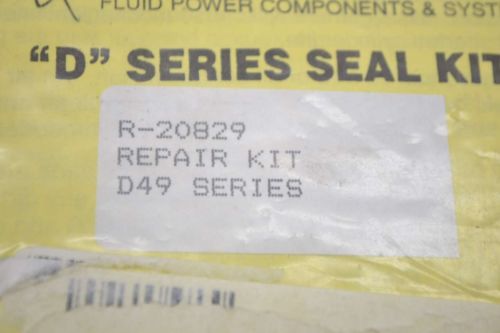 FLUID POWER COMPONENTS & SYST
"D" SERIES SEAL KIT
R-20829
REPAIR KIT
D49 SERIES